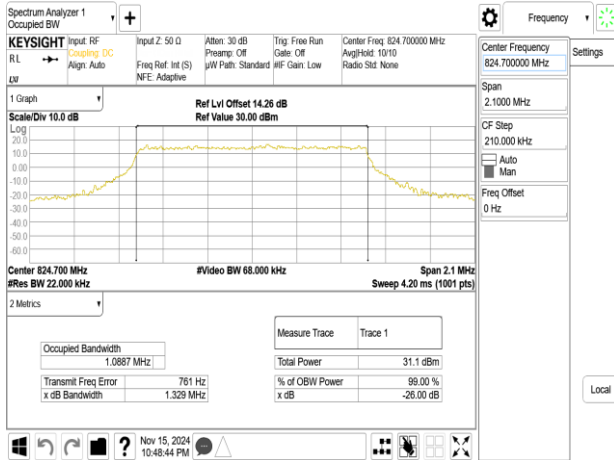 Spectrum Analyzer 1
Occupied BW
Frequency
KEYSIGHT
RL
LXI
Input: RF
Coupling: DC
Align: Auto
Input Z: 50 Ω
Freq Ref: Int (S)
NFE: Adaptive
Atten: 30 dB
Preamp: Off
µW Path: Standard
Trig: Free Run
Gate: Off
#IF Gain: Low
Center Freq: 824.700000 MHz
Avg|Hold: 10/10
Radio Std: None
Center Frequency
824.700000 MHz
Settings
Span
2.1000 MHz
CF Step
210.000 kHz
Auto
Man
Freq Offset
0 Hz
Local
1 Graph
Scale/Div 10.0 dB
Ref Lvl Offset 14.26 dB
Ref Value 30.00 dBm
Log
20.0
10.0
0.00
-10.0
-20.0
-30.0
-40.0
-50.0
-60.0
Center 824.700 MHz
#Res BW 22.000 kHz
#Video BW 68.000 kHz
Span 2.1 MHz
Sweep 4.20 ms (1001 pts)
2 Metrics
Occupied Bandwidth
1.0887 MHz
Transmit Freq Error 761 Hz
x dB Bandwidth 1.329 MHz
Measure Trace Trace 1
Total Power 31.1 dBm
% of OBW Power 99.00 %
x dB -26.00 dB
?
Nov 15, 2024
10:48:44 PM